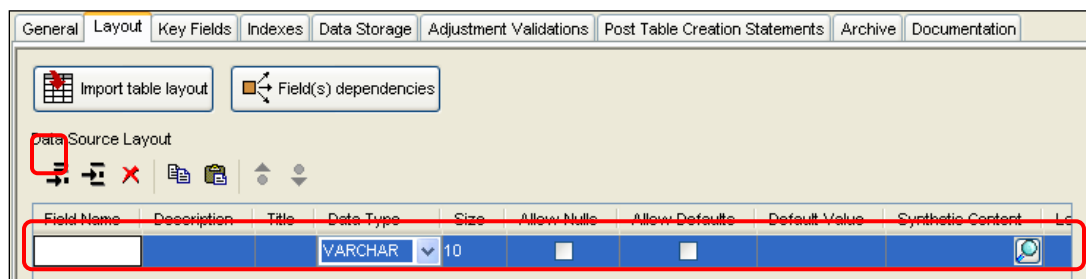 General Layout Key Fields Indexes Data Storage Adjustment Validations Post Table Creation Statements Archive Documentation
Import table layout Field(s) dependencies
Data Source Layout
Field Name Description Title Data Type Size Allow Nulls Allow Defaults Default Value Synthetic Content Lo
VARCHAR 10